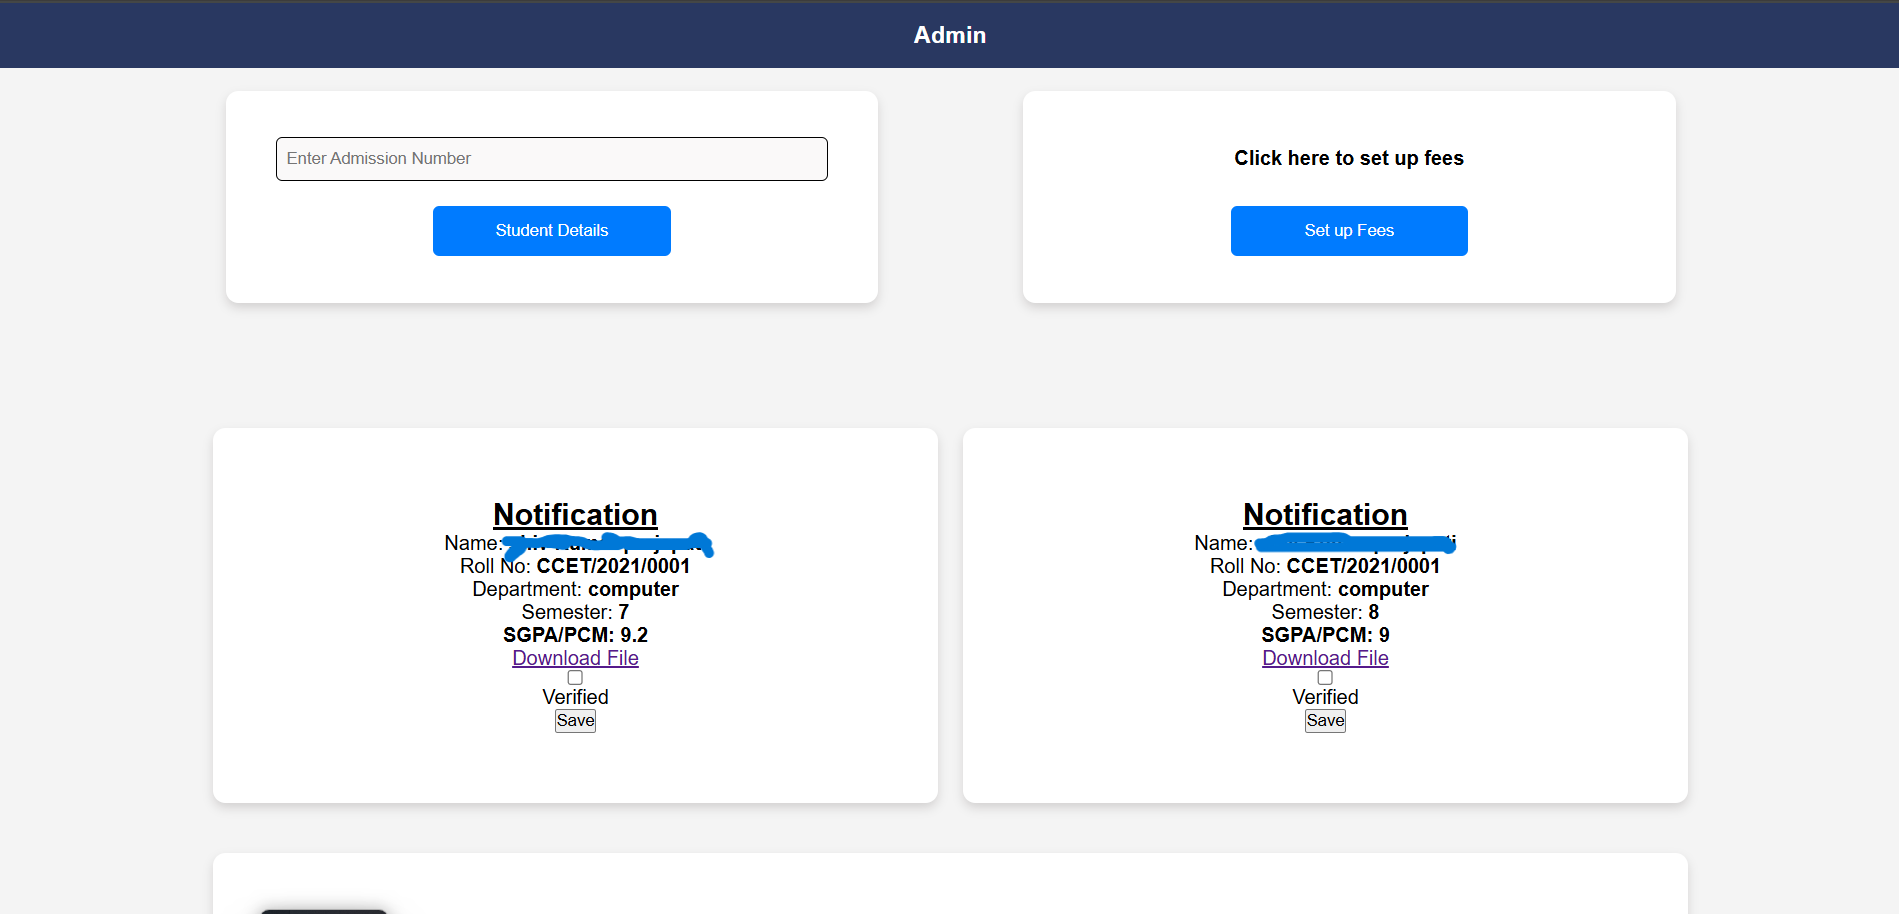 Admin
Enter Admission Number
Student Details
Click here to set up fees
Set up Fees
Notification
Name:
Roll No: CCET/2021/0001
Department: computer
Semester: 7
SGPA/PCM: 9.2
Download File
Verified
Save
Notification
Name:
Roll No: CCET/2021/0001
Department: computer
Semester: 8
SGPA/PCM: 9
Download File
Verified
Save